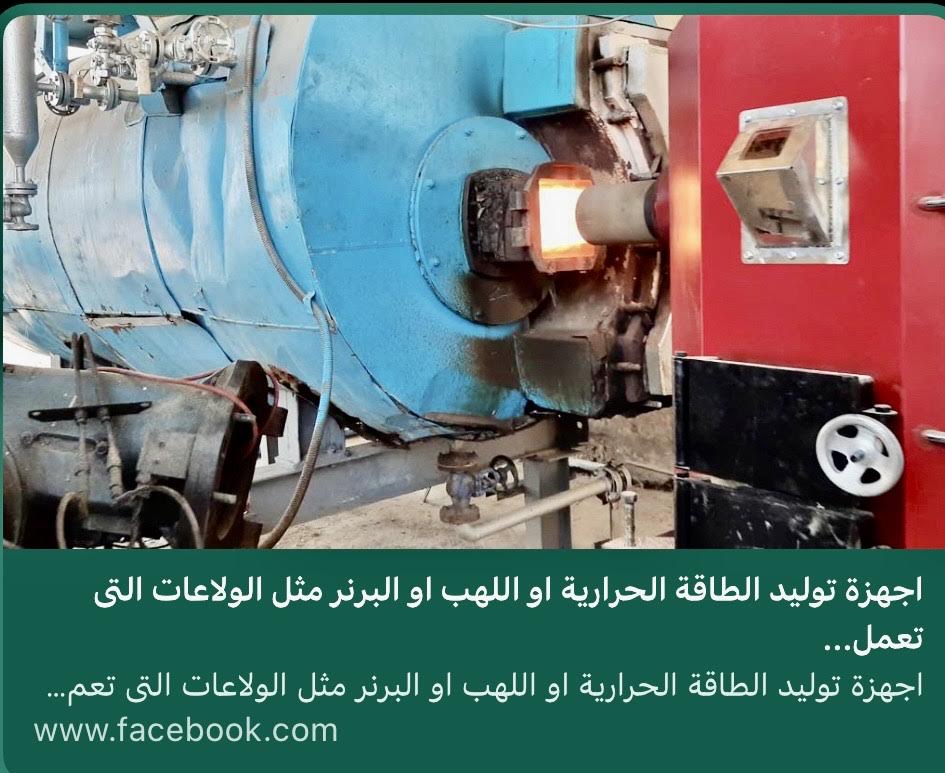 اجهزة توليد الطاقة الحرارية او اللهب او البرنر مثل الولاعات التى
تعمل...
اجهزة توليد الطاقة الحرارية او اللهب او البرنر مثل الولاعات التى تعم...
www.facebook.com